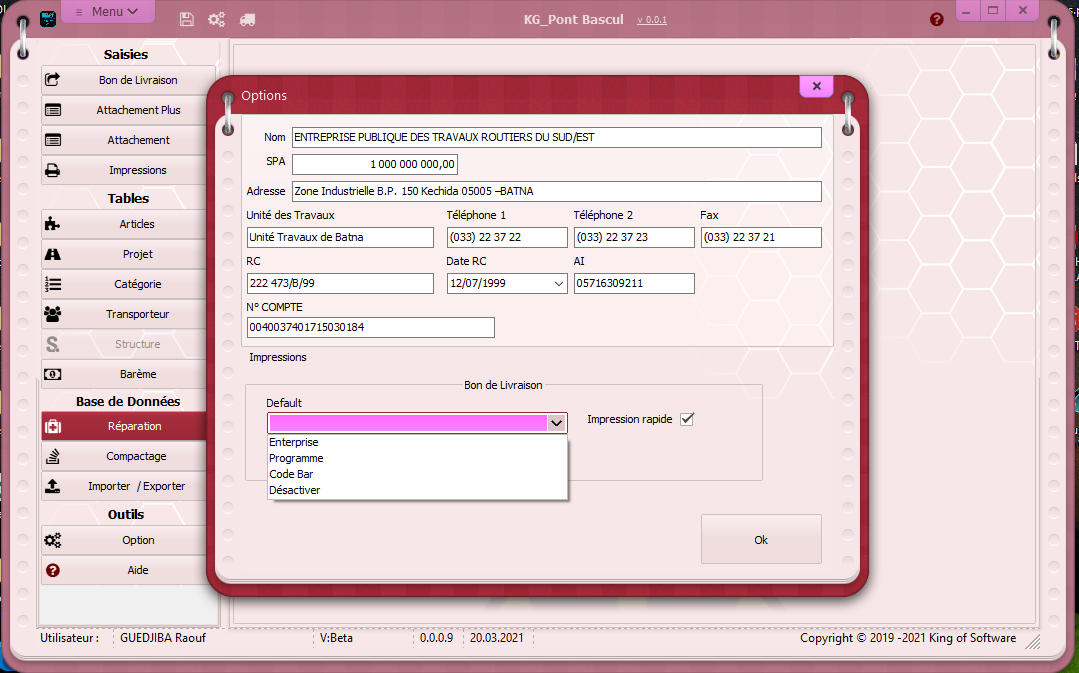 Menu
KG_Pont Bascul v 0.0.1
Saisies
Bon de Livraison
Attachement Plus
Attachement
Impressions
Tables
Articles
Projet
Catégorie
Transporteur
Structure
Barème
Base de Données
Réparation
Compactage
Importer / Exporter
Outils
Option
Aide
Options
Nom ENTREPRISE PUBLIQUE DES TRAVAUX ROUTIERS DU SUD/EST
SPA 1 000 000 000,00
Adresse Zone Industrielle B.P. 150 Kechida 05005 –BATNA
Unité des Travaux Téléphone 1 Téléphone 2 Fax
Unité Travaux de Batna (033) 22 37 22 (033) 22 37 23 (033) 22 37 21
RC Date RC AI
222 473/B/99 12/07/1999 05716309211
N° COMPTE
0040037401715030184
Impressions
Bon de Livraison
Default
Impression rapide
Enterprise
Programme
Code Bar
Désactiver
Ok
Utilisateur : GUEDJIBA Raouf V:Beta 0.0.0.9 20.03.2021 Copyright © 2019 -2021 King of Software